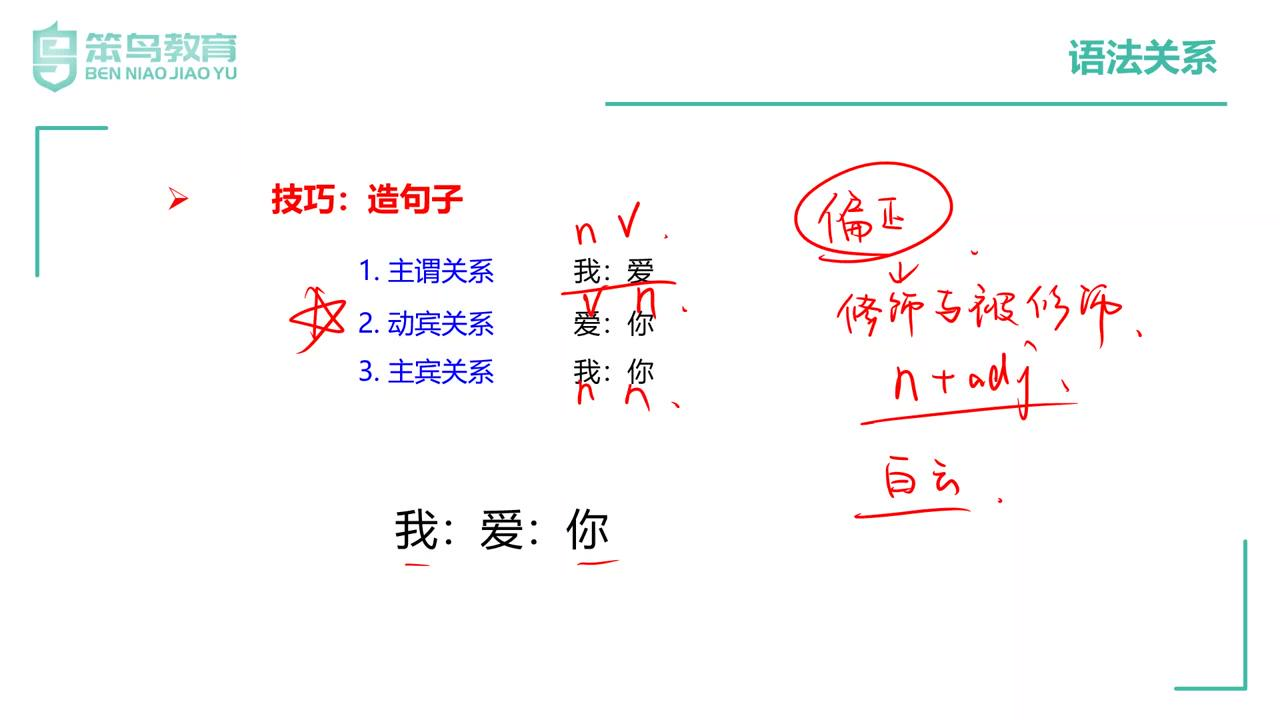 笨鸟教育
BEN NIAO JIAO YU
语法关系
技巧：造句子
n v
1. 主谓关系 我：爱
v n
2. 动宾关系 爱：你
3. 主宾关系 我：你
n n
我：爱：你
偏正
修饰与被修饰
n + adj
白云